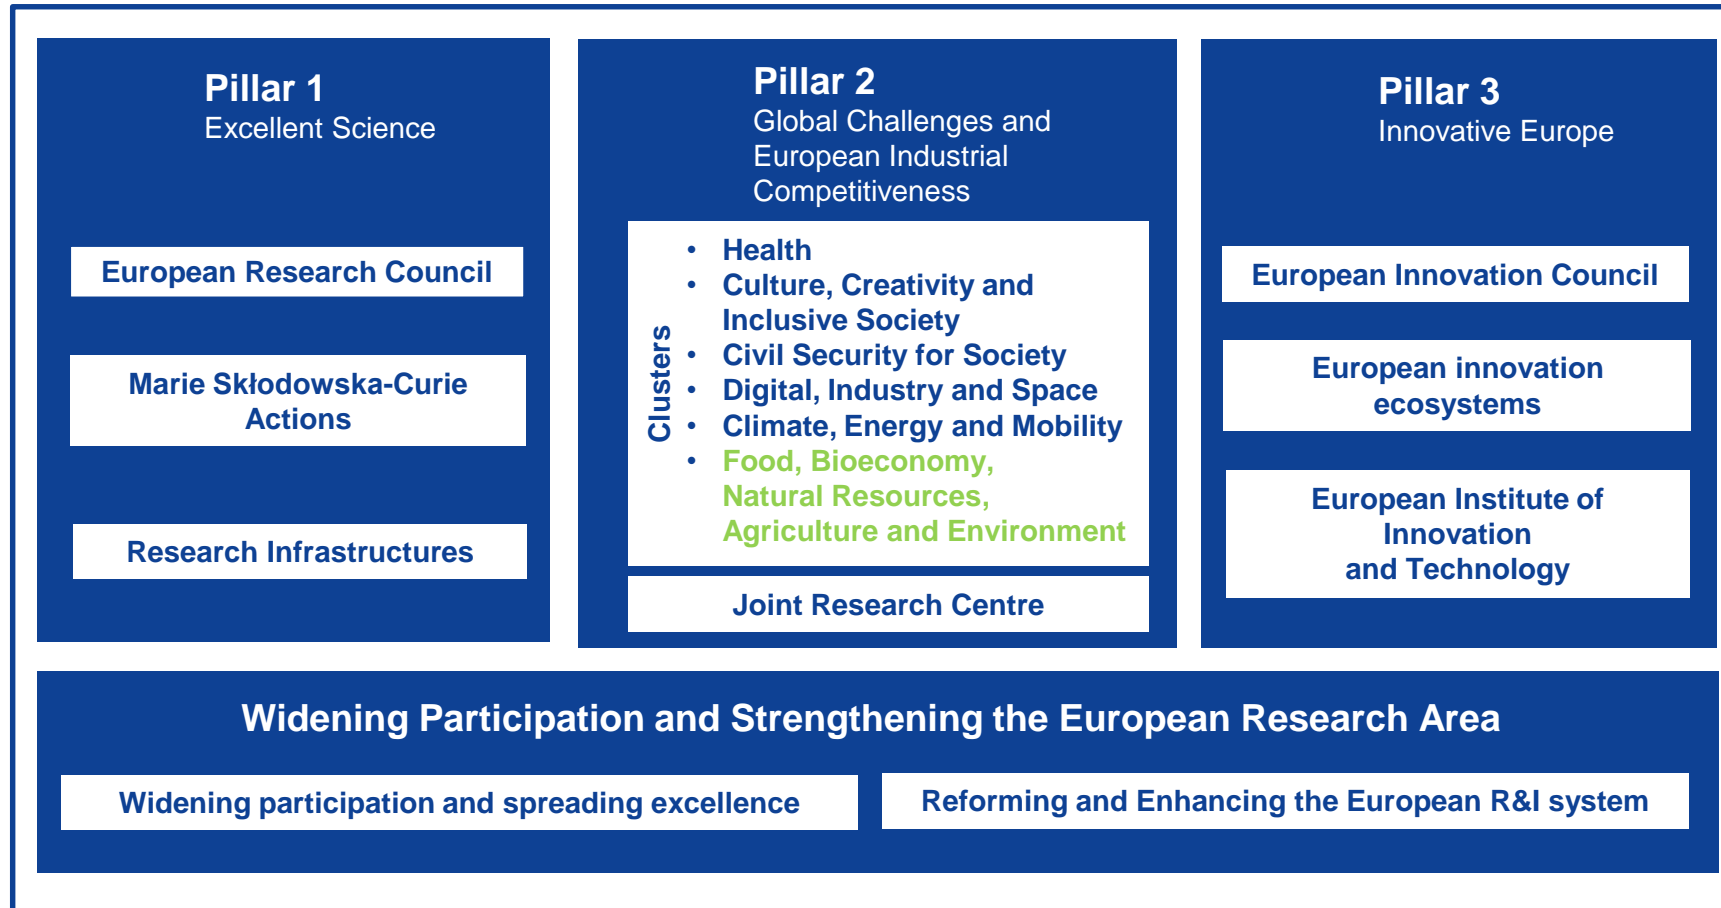 Pillar 1
Excellent Science
European Research Council
Marie Skłodowska-Curie
Actions
Research Infrastructures
Pillar 2
Global Challenges and
European Industrial
Competitiveness
Clusters
• Health
• Culture, Creativity and
Inclusive Society
• Civil Security for Society
• Digital, Industry and Space
• Climate, Energy and Mobility
• Food, Bioeconomy,
Natural Resources,
Agriculture and Environment
Joint Research Centre
Pillar 3
Innovative Europe
European Innovation Council
European innovation
ecosystems
European Institute of
Innovation
and Technology
Widening Participation and Strengthening the European Research Area
Widening participation and spreading excellence
Reforming and Enhancing the European R&I system